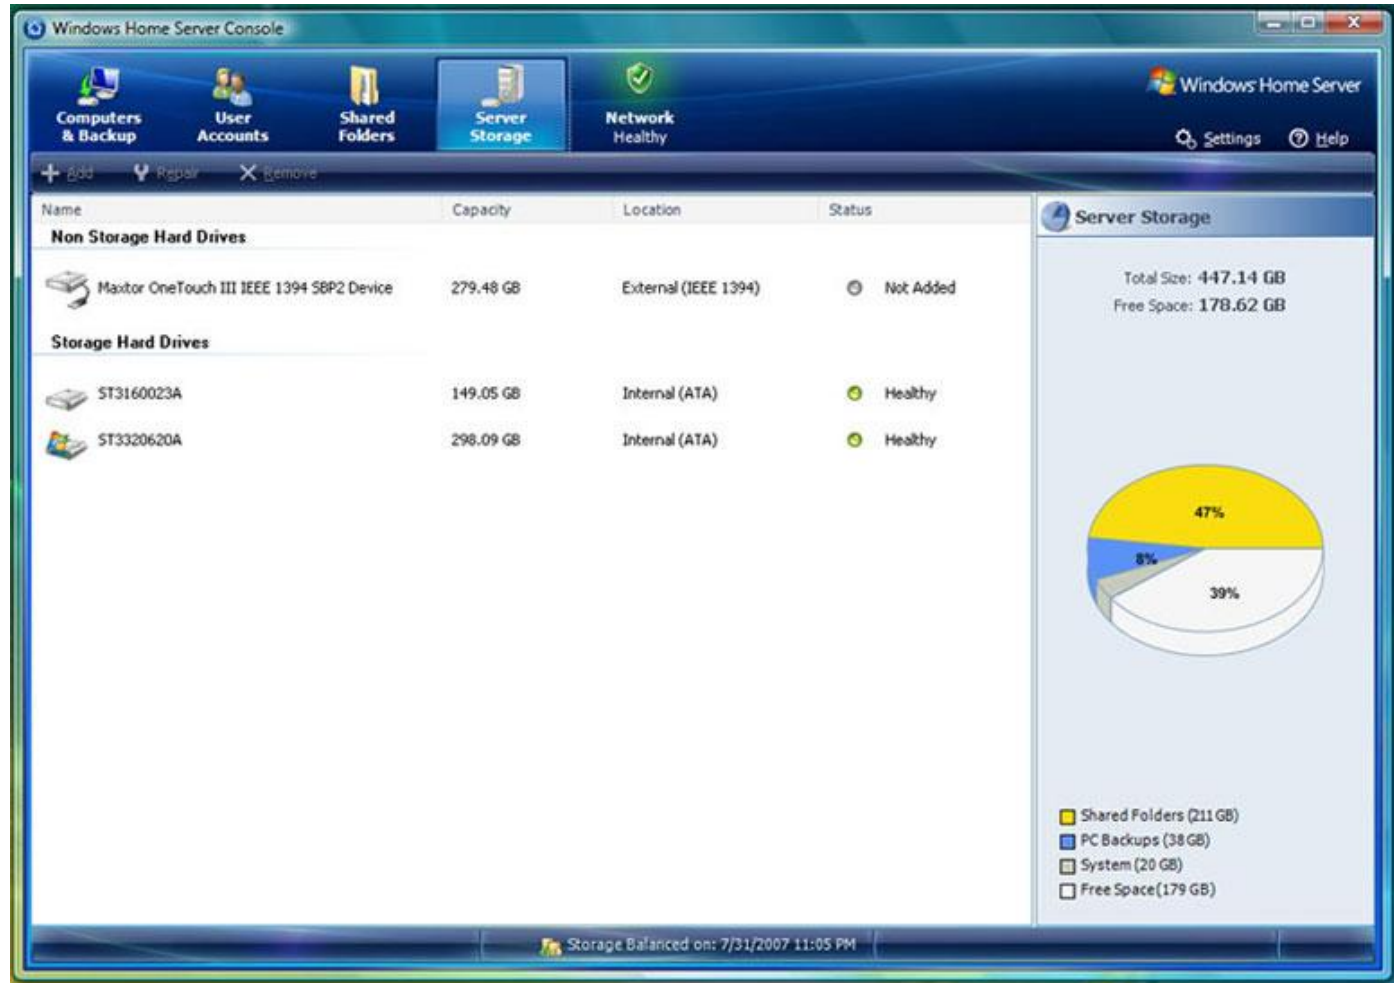 Windows Home Server Console
Computers & Backup
User Accounts
Shared Folders
Server Storage
Network Healthy
Windows Home Server
Settings
Help
Add
Repair
Remove
Name Capacity Location Status
Non Storage Hard Drives
Maxtor OneTouch III IEEE 1394 SBP2 Device 279.48 GB External (IEEE 1394) Not Added
Storage Hard Drives
ST3160023A 149.05 GB Internal (ATA) Healthy
ST3320620A 298.09 GB Internal (ATA) Healthy
Server Storage
Total Size: 447.14 GB
Free Space: 178.62 GB
47%
8%
39%
Shared Folders (211 GB)
PC Backups (38 GB)
System (20 GB)
Free Space(179 GB)
Storage Balanced on: 7/31/2007 11:05 PM